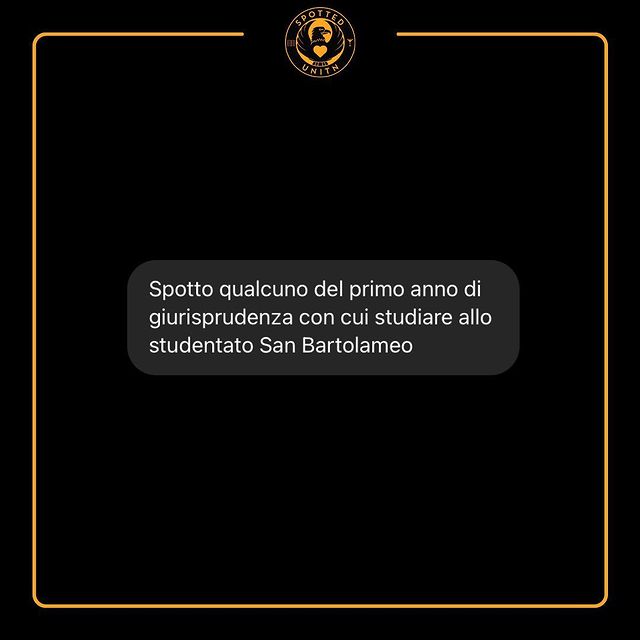 SPOTTED
UNITN
Spotto qualcuno del primo anno di
giurisprudenza con cui studiare allo
studentato San Bartolameo